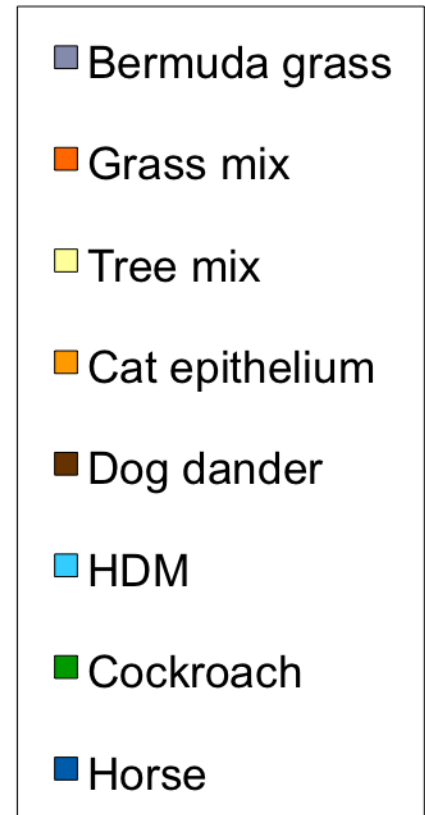 Bermuda grass
Grass mix
Tree mix
Cat epithelium
Dog dander
HDM
Cockroach
Horse